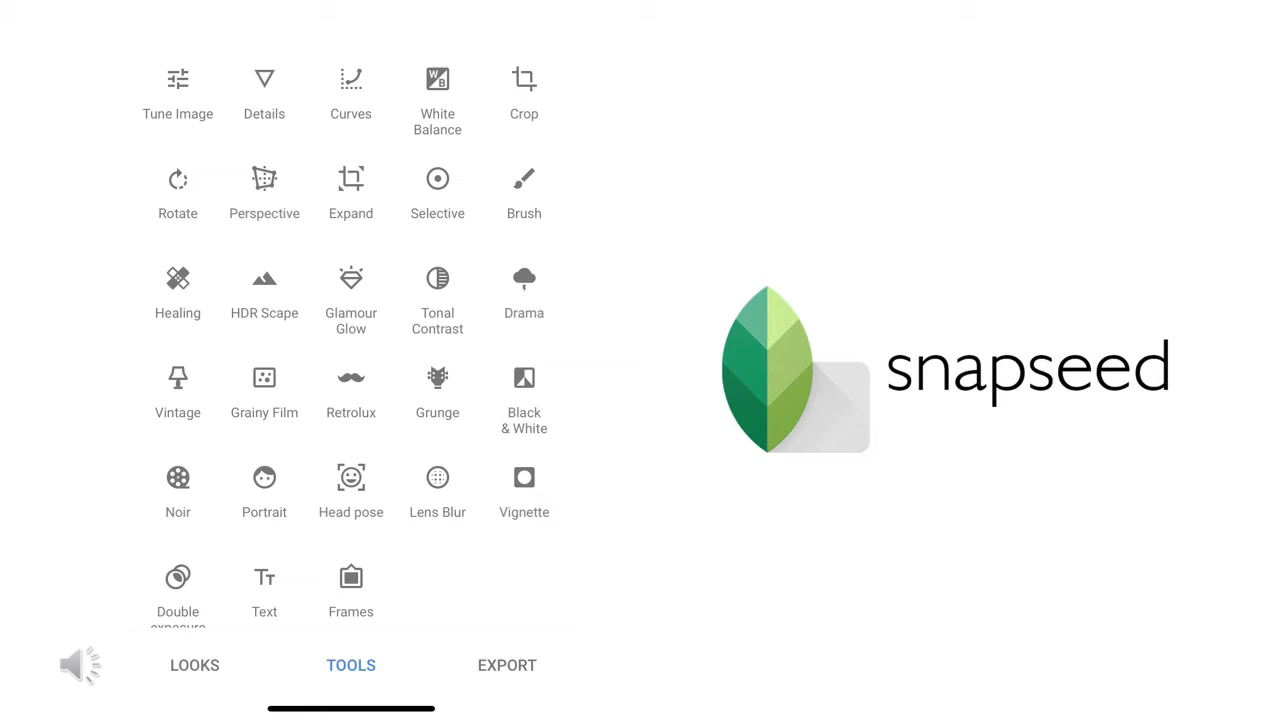 Tune Image
Details
Curves
White
Balance
Crop
Rotate
Perspective
Expand
Selective
Brush
Healing
HDR Scape
Glamour
Glow
Tonal
Contrast
Drama
Vintage
Grainy Film
Retrolux
Grunge
Black
& White
Noir
Portrait
Head pose
Lens Blur
Vignette
Double
exposure
Text
Frames
LOOKS
TOOLS
EXPORT
snapseed